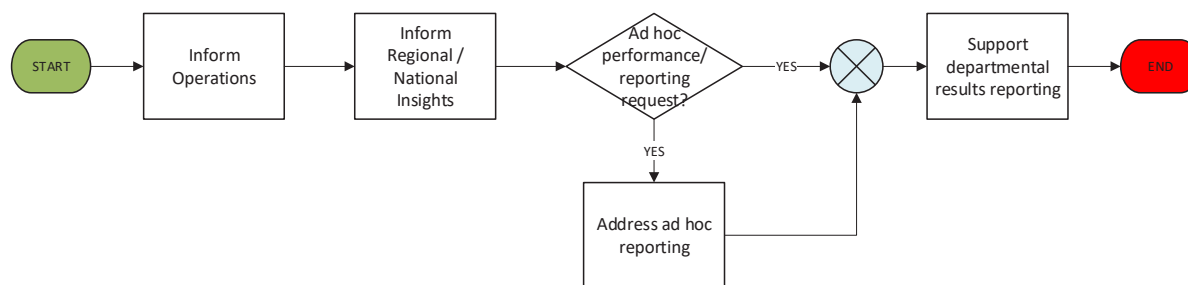 START
Inform
Operations
Inform
Regional /
National
Insights
Ad hoc
performance/
reporting
request?
YES
YES
Address ad hoc
reporting
Support
departmental
results reporting
END